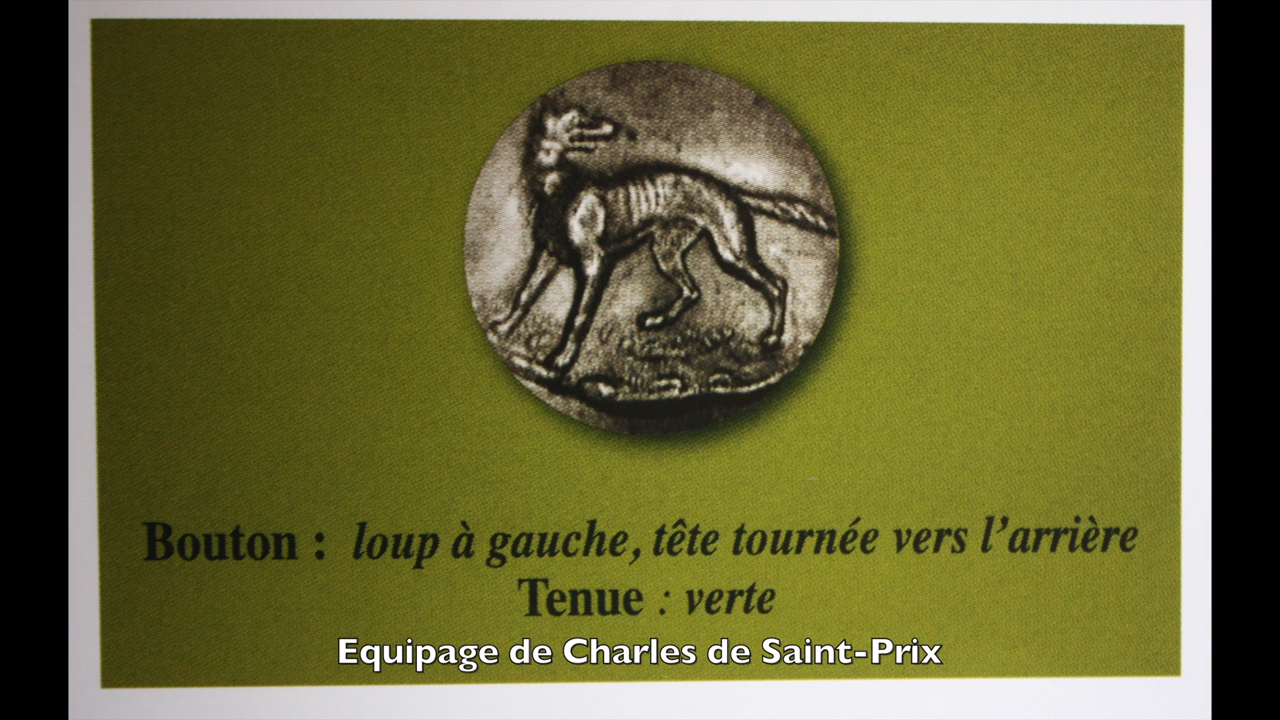 Bouton : loup à gauche, tête tournée vers l’arrière
Tenue : verte
Equipage de Charles de Saint-Prix